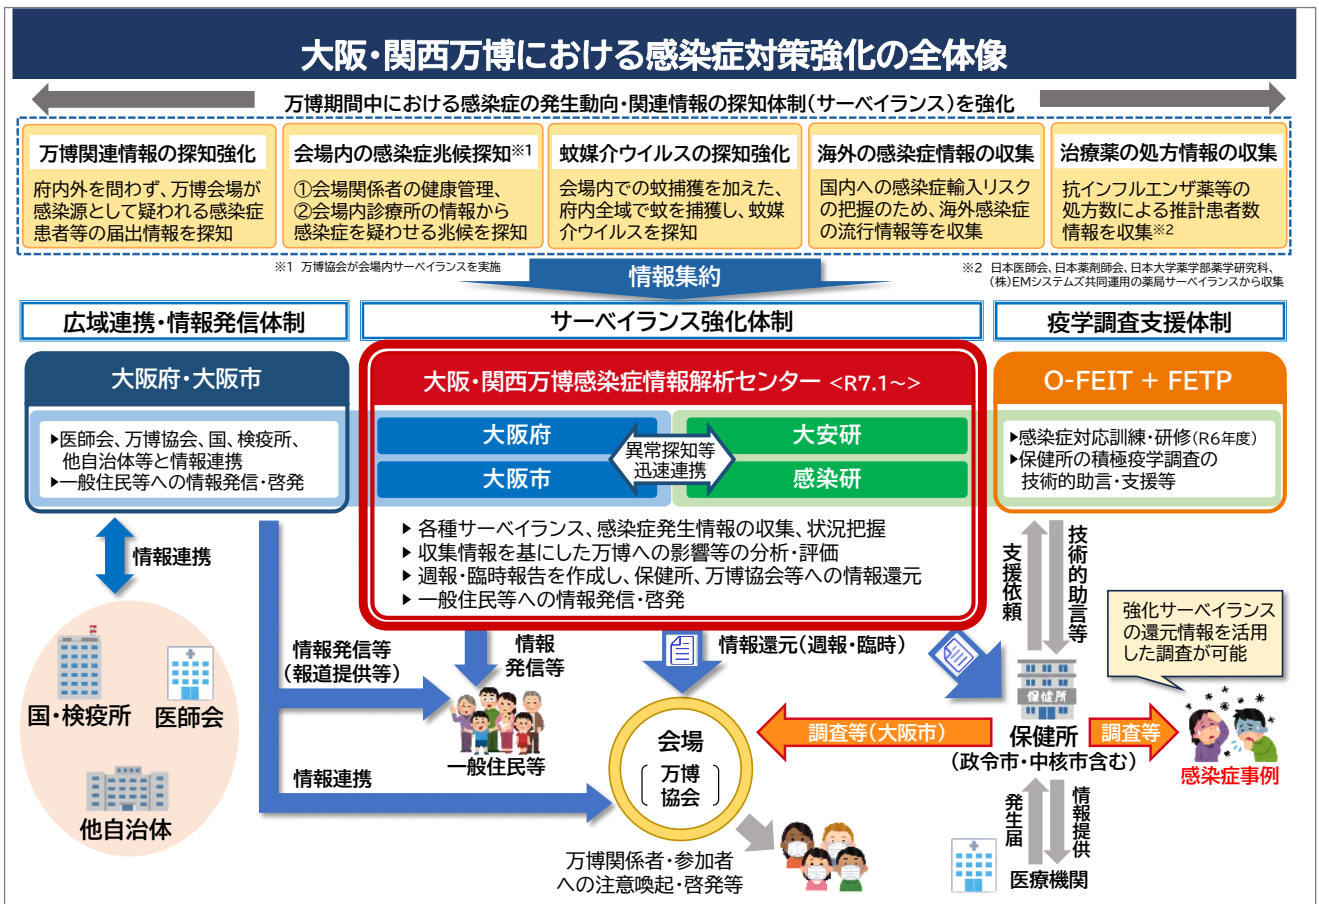 大阪・関西万博における感染症対策強化の全体像
万博期間中における感染症の発生動向・関連情報の探知体制（サーベイランス）を強化
万博関連情報の探知強化
府内外を問わず、万博会場が
感染源として疑われる感染症
患者等の届出情報を探知
会場内の感染症兆候探知※1
①会場関係者の健康管理、
②会場内診療所の情報から
感染症を疑わせる兆候を探知
蚊媒介ウイルスの探知強化
会場内での蚊捕獲を加えた、
府内全域で蚊を捕獲し、蚊媒
介ウイルスを探知
海外の感染症情報の収集
国内への感染症輸入リスク
の把握のため、海外感染症
の流行情報等を収集
治療薬の処方情報の収集
抗インフルエンザ薬等の
処方数による推計患者数
情報を収集※2
※1 万博協会が会場内サーベイランスを実施
情報集約
※2 日本医師会、日本薬剤師会、日本大学薬学部薬学研究科、
（株）EMシステムズ共同運用の薬局サーベイランスから収集
広域連携・情報発信体制
サーベイランス強化体制
疫学調査支援体制
大阪府・大阪市
▶医師会、万博協会、国、検疫所、
他自治体等と情報連携
▶一般住民等への情報発信・啓発
大阪・関西万博感染症情報解析センター <R7.1～>
大阪府
大阪市
異常探知等
迅速連携
大安研
感染研
▶ 各種サーベイランス、感染症発生情報の収集、状況把握
▶ 収集情報を基にした万博への影響等の分析・評価
▶ 週報・臨時報告を作成し、保健所、万博協会等への情報還元
▶ 一般住民等への情報発信・啓発
O-FEIT + FETP
▶感染症対応訓練・研修（R6年度）
▶保健所の積極疫学調査の
技術的助言・支援等
情報連携
国・検疫所
医師会
他自治体
情報発信等
（報道提供等）
情報
発信等
情報還元（週報・臨時）
一般住民等
情報連携
会場
万博
協会
万博関係者・参加者
への注意喚起・啓発等
支援依頼
技術的助言等
強化サーベイランス
の還元情報を活用
した調査が可能
保健所
調査等（大阪市）
保健所
（政令市・中核市含む）
調査等
感染症事例
発生届
情報提供
医療機関